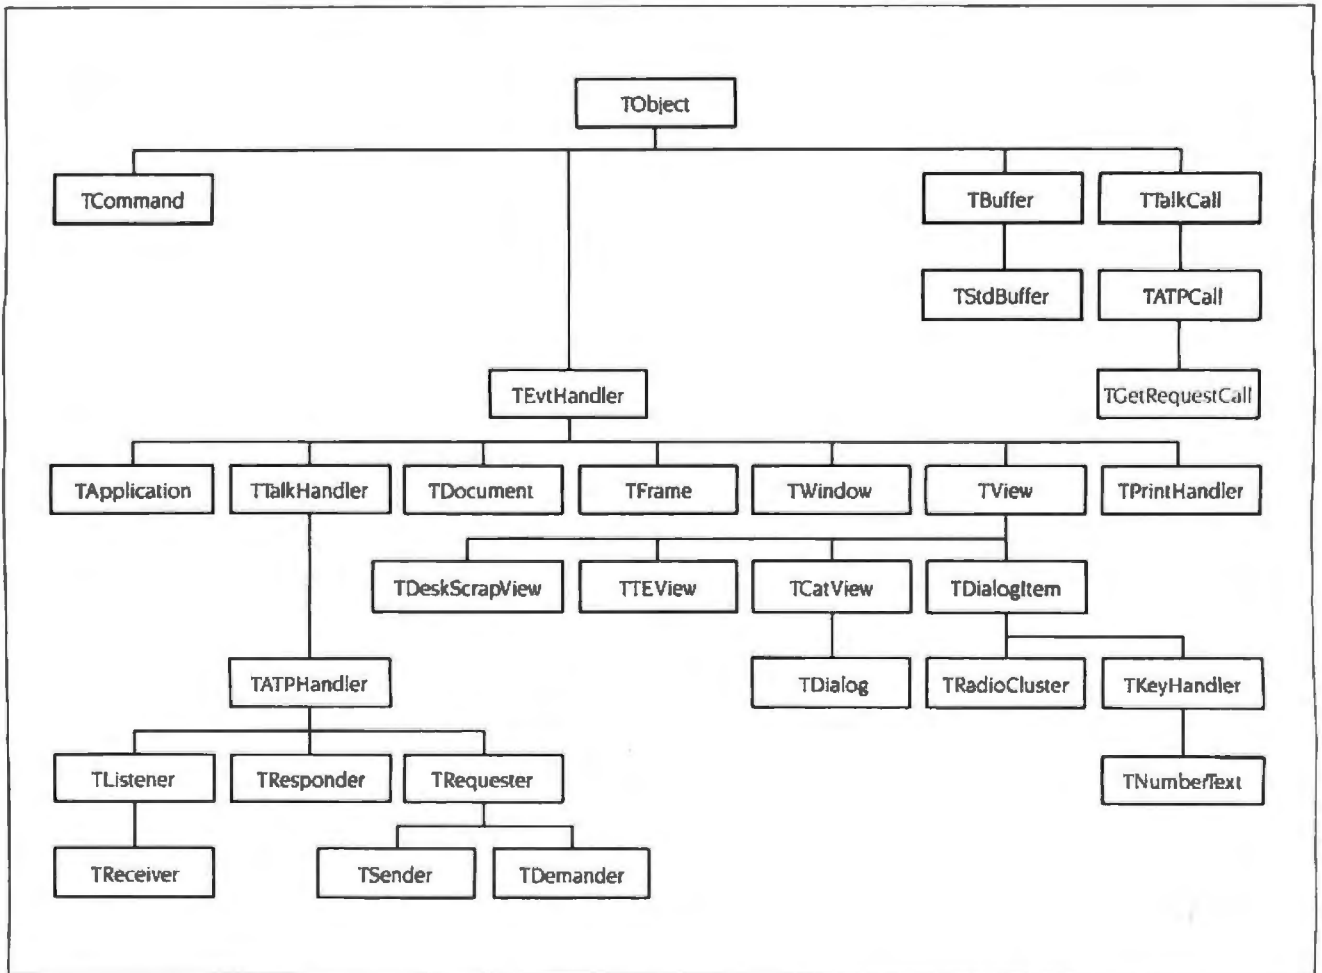 TObject
TCommand
TBuffer
TTalkCall
TStdBuffer
TATPCall
TEvtHandler
TGetRequestCall
TApplication
TTalkHandler
TDocument
TFrame
TWindow
TView
TPrintHandler
TDeskScrapView
TTEView
TCatView
TDialogItem
TATPHandler
TDialog
TRadioCluster
TKeyHandler
TListener
TResponder
TRequester
TNumberText
TReceiver
TSender
TDemander